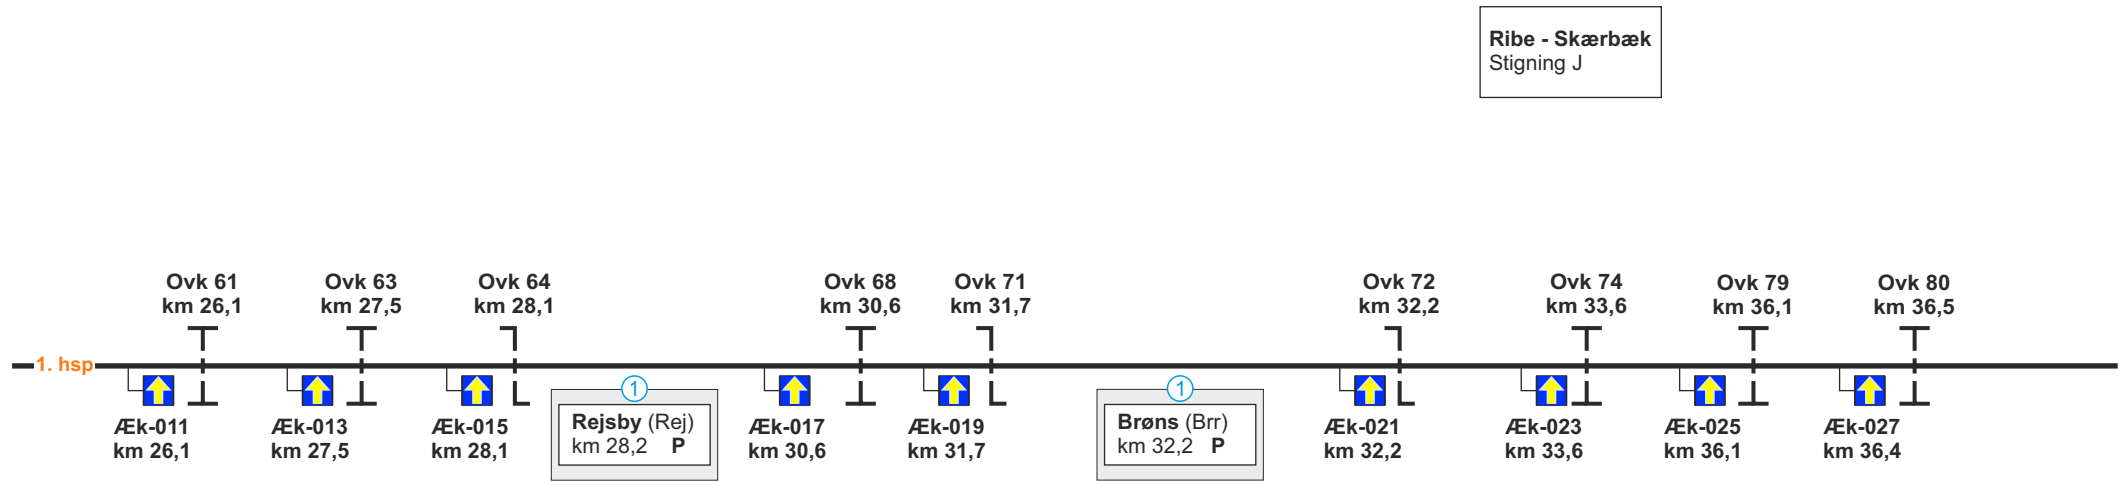 Ribe - Skærbæk
Stigning J
Ovk 61
km 26,1
Ovk 63
km 27,5
Ovk 64
km 28,1
Ovk 68
km 30,6
Ovk 71
km 31,7
Ovk 72
km 32,2
Ovk 74
km 33,6
Ovk 79
km 36,1
Ovk 80
km 36,5
1. hsp
Æk-011
km 26,1
Æk-013
km 27,5
Æk-015
km 28,1
1
Rejsby (Rej)
km 28,2 P
Æk-017
km 30,6
Æk-019
km 31,7
1
Brøns (Brr)
km 32,2 P
Æk-021
km 32,2
Æk-023
km 33,6
Æk-025
km 36,1
Æk-027
km 36,4